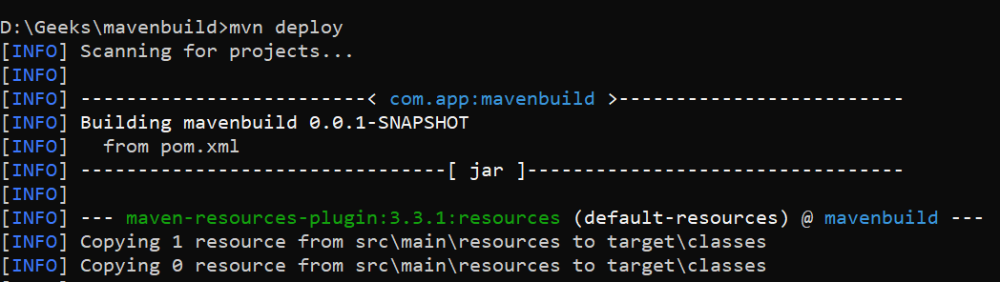 D:\Geeks\mavenbuild>mvn deploy
[INFO] Scanning for projects...
[INFO]
[INFO] -------------------------< com.app:mavenbuild >-------------------------
[INFO] Building mavenbuild 0.0.1-SNAPSHOT
[INFO]   from pom.xml
[INFO] --------------------------------[ jar ]---------------------------------
[INFO]
[INFO] --- maven-resources-plugin:3.3.1:resources (default-resources) @ mavenbuild ---
[INFO] Copying 1 resource from src\main\resources to target\classes
[INFO] Copying 0 resource from src\main\resources to target\classes